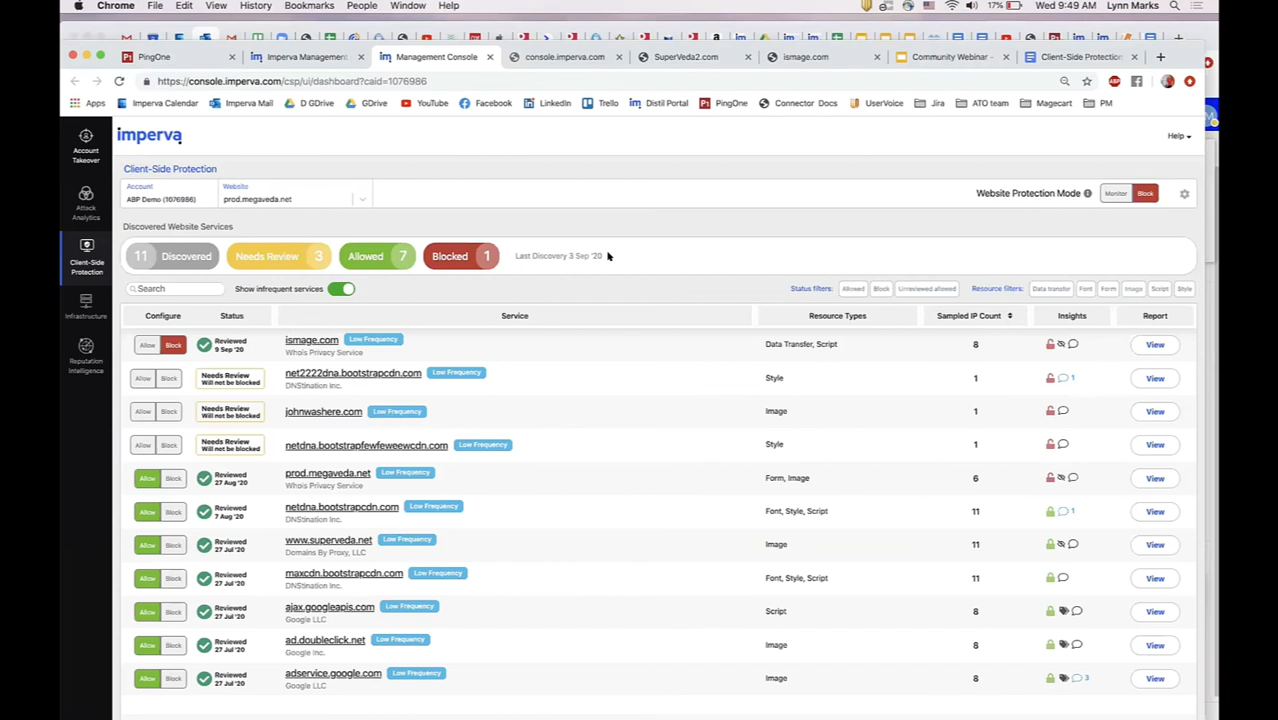 Chrome File Edit View History Bookmarks People Window Help 17% Wed 9:49 AM Lynn Marks
PingOne Imperva Management Management Console console.imperva.com SuperVeda2.com ismage.com Community Webinar - Client-Side Protection
https://console.imperva.com/csp/ui/dashboard?caid=1076986
Apps Imperva Calendar Imperva Mail D GDrive GDrive YouTube Facebook LinkedIn Trello Distil Portal PingOne Connector Docs UserVoice Jira ATO team Magecart PM
imperva
Help
Account Takeover
Attack Analytics
Client-Side Protection
Infrastructure
Reputation Intelligence
Client-Side Protection
Account Website
ABP Demo (1076986) prod.megaveda.net
Website Protection Mode Monitor Block
Discovered Website Services
11 Discovered Needs Review 3 Allowed 7 Blocked 1 Last Discovery 3 Sep '20
Search Show infrequent services Status filters: Allowed Block Unreviewed allowed Resource filters: Data transfer Font Form Image Script Style
Configure Status Service Resource Types Sampled IP Count Insights Report
Allow Block Reviewed 9 Sep '20 ismage.com Low Frequency Data Transfer, Script 8 View
Whois Privacy Service
Allow Block Needs Review Will not be blocked net2222dna.bootstrapcdn.com Low Frequency Style 1 1 View
DNStination Inc.
Allow Block Needs Review Will not be blocked johnwashere.com Low Frequency Image 1 View
Allow Block Needs Review Will not be blocked netdna.bootstrapfewfeweewcdn.com Low Frequency Style 1 View
Allow Block Reviewed 27 Aug '20 prod.megaveda.net Low Frequency Form, Image 6 View
Whois Privacy Service
Allow Block Reviewed 7 Aug '20 netdna.bootstrapcdn.com Low Frequency Font, Style, Script 11 1 View
DNStination Inc.
Allow Block Reviewed 27 Jul '20 www.superveda.net Low Frequency Image 11 View
Domains By Proxy, LLC
Allow Block Reviewed 27 Jul '20 maxcdn.bootstrapcdn.com Low Frequency Font, Style, Script 11 View
DNStination Inc.
Allow Block Reviewed 27 Jul '20 ajax.googleapis.com Low Frequency Script 8 View
Google LLC
Allow Block Reviewed 27 Jul '20 ad.doubleclick.net Low Frequency Image 8 View
Google Inc.
Allow Block Reviewed 27 Jul '20 adservice.google.com Low Frequency Image 8 3 View
Google LLC